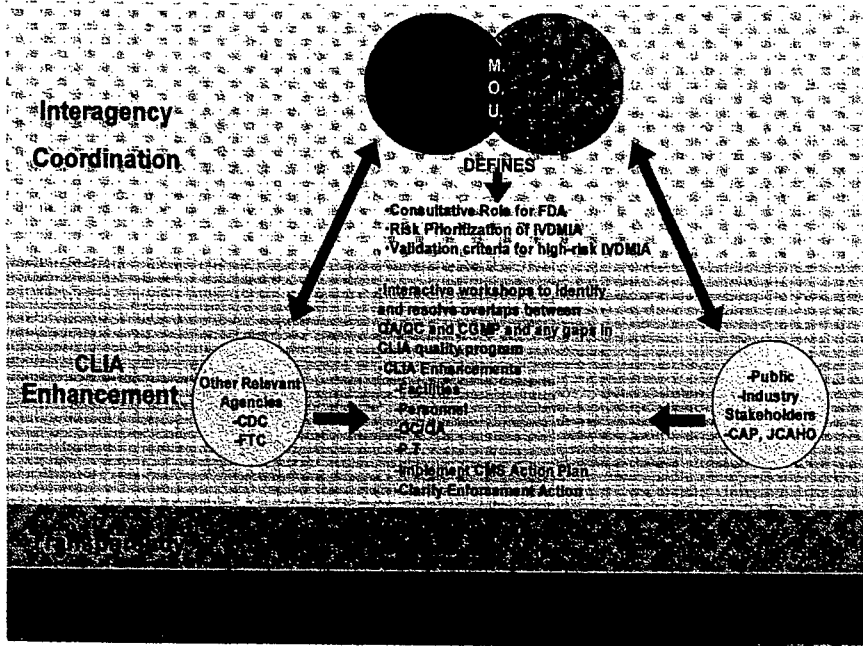 Interagency
Coordination
M.
O.
U.
DEFINES
•Consultative Role for FDA
•Risk Prioritization of IVDMIA
•Validation criteria for high-risk IVDMIA
•Interactive workshops to identify
and resolve overlaps between
QA/QC and CGMP and any gaps in
CLIA quality program
•CLIA Enhancements
•Facilities
•Personnel
•QC/QA
•P.T
•Implement CMS Action Plan
•Clarify Enforcement Action
CLIA
Enhancement
Other Relevant
Agencies
-CDC
-FTC
-Public
-Industry
Stakeholders
-CAP, JCAHO